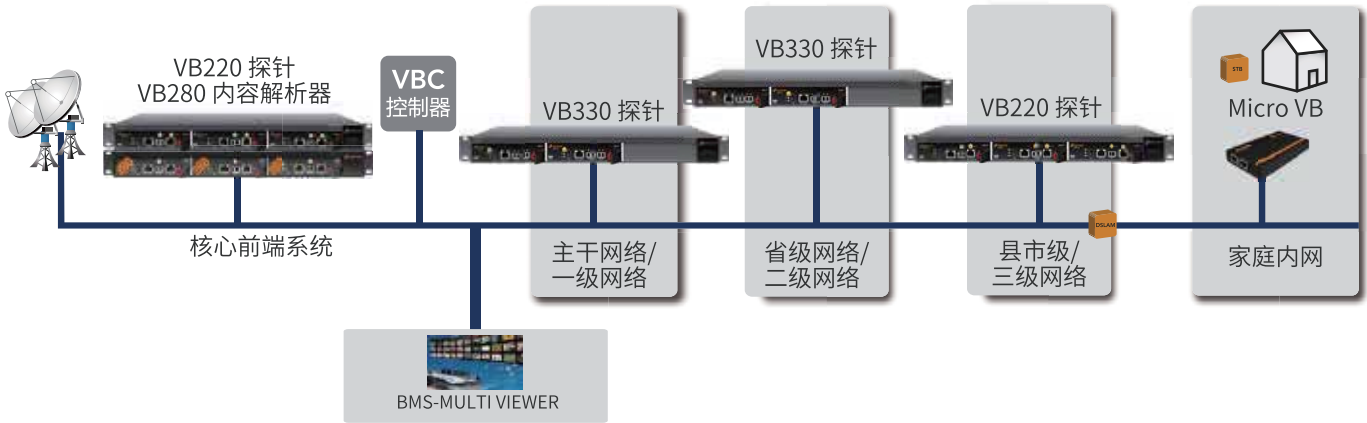 VB220 探针
VB280 内容解析器
VBC
控制器
VB330 探针
VB330 探针
VB220 探针
STB
Micro VB
DSLAM
核心前端系统
主干网络/
一级网络
省级网络/
二级网络
县市级/
三级网络
家庭内网
BMS-MULTI VIEWER